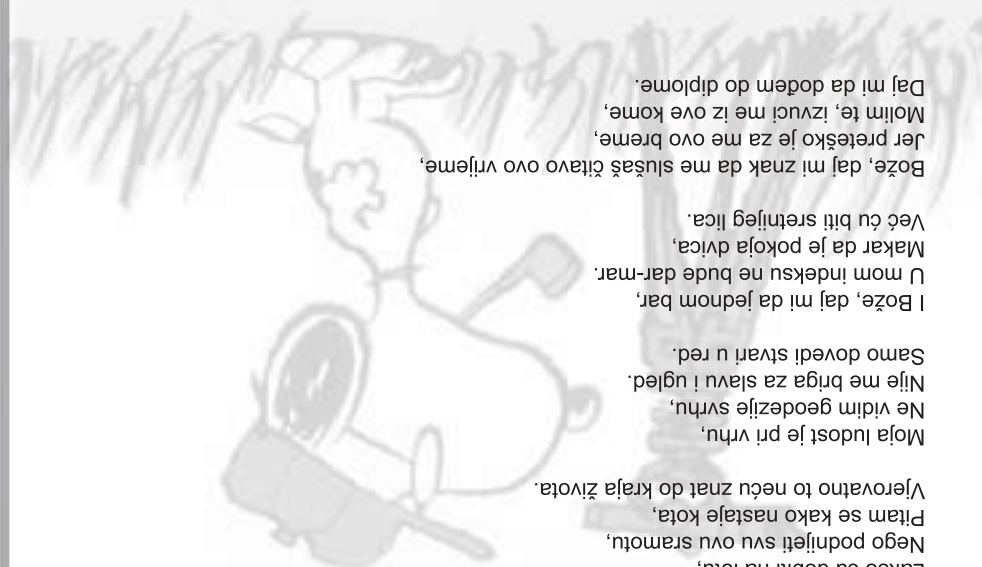 Nego podnijeti svu ovu sramotu,
Pitam se kako nastaje kota,
Vjerovatno to neću znat do kraja života.
Moja ludost je pri vrhu,
Ne vidim geodezije svrhu,
Nije me briga za slavu i ugled.
Samo dovedi stvari u red.
I Bože, daj mi da jednom bar,
U mom indeksu ne bude dar-mar.
Makar da je pokoja dvica,
Već ću biti sretnijeg lica.
Bože, daj mi znak da me slušaš čitavo ovo vrijeme,
Jer preteško je za me ovo breme,
Molim te, izvuci me iz ove kome,
Daj mi da dođem do diplome.